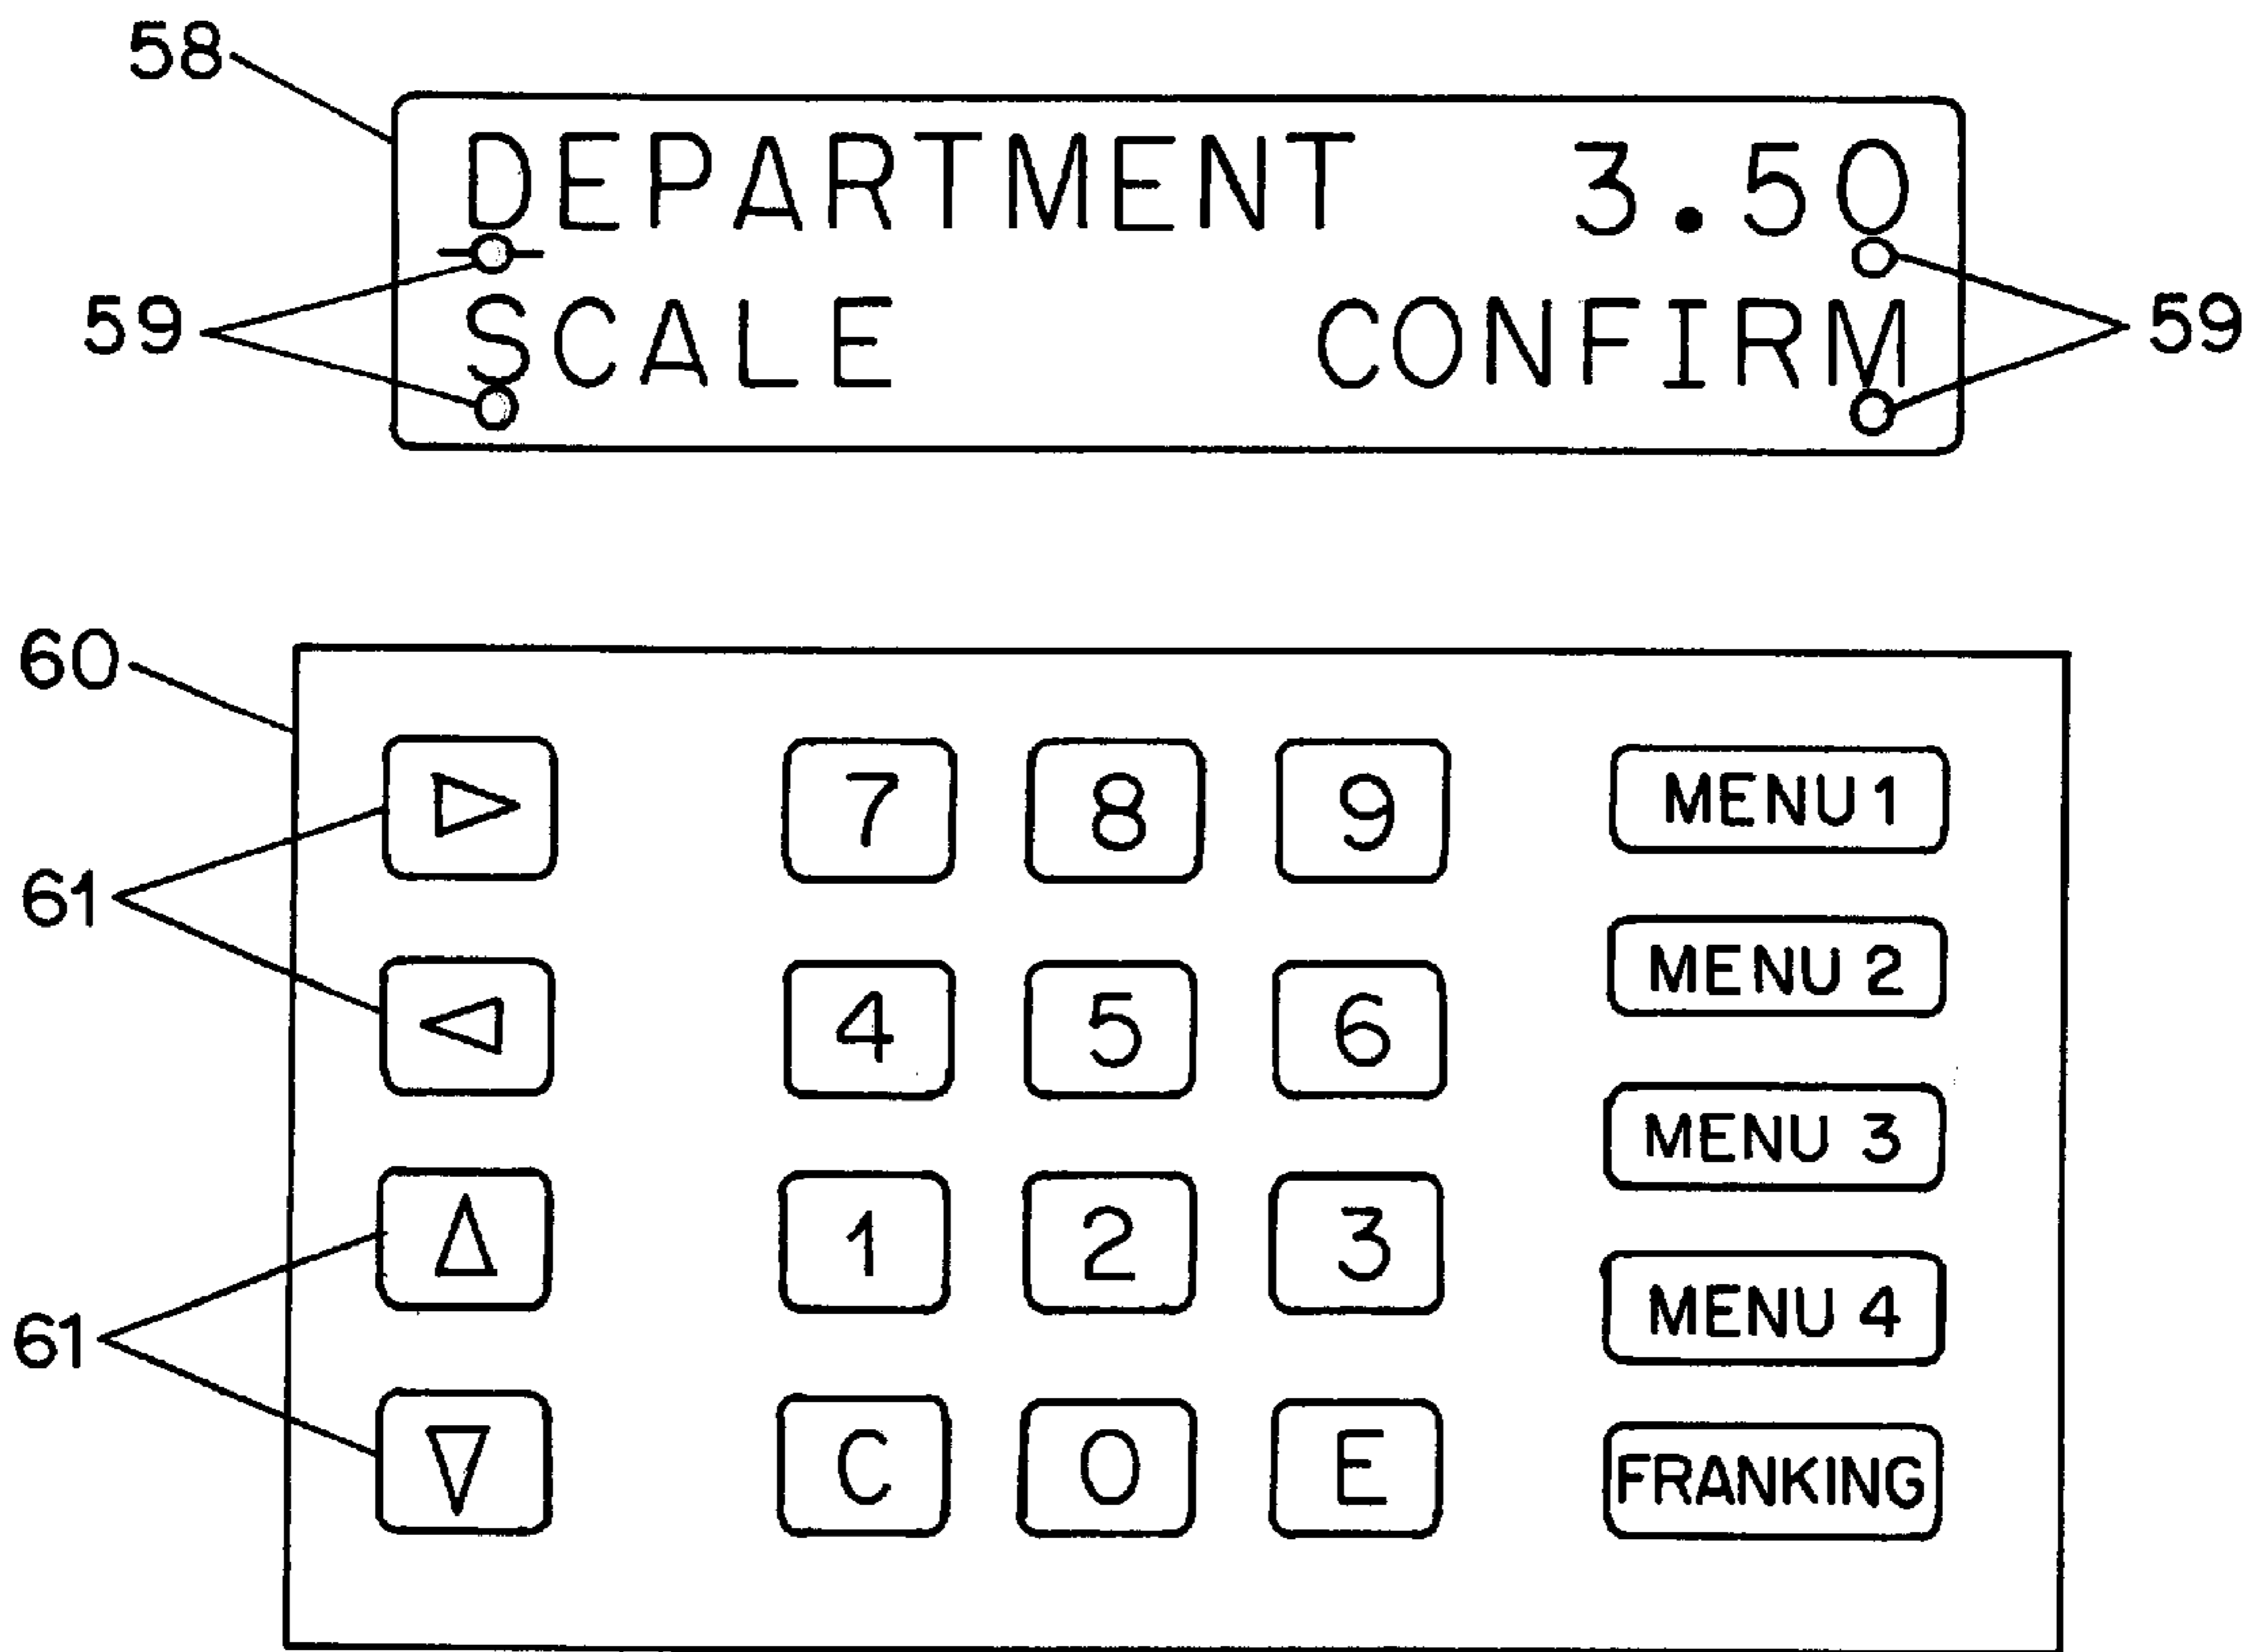 58
DEPARTMENT 3.50
59 SCALE CONFIRM 59
60
7 8 9 MENU 1
61
4 5 6 MENU 2
1 2 3 MENU 3
61
MENU 4
C 0 E FRANKING